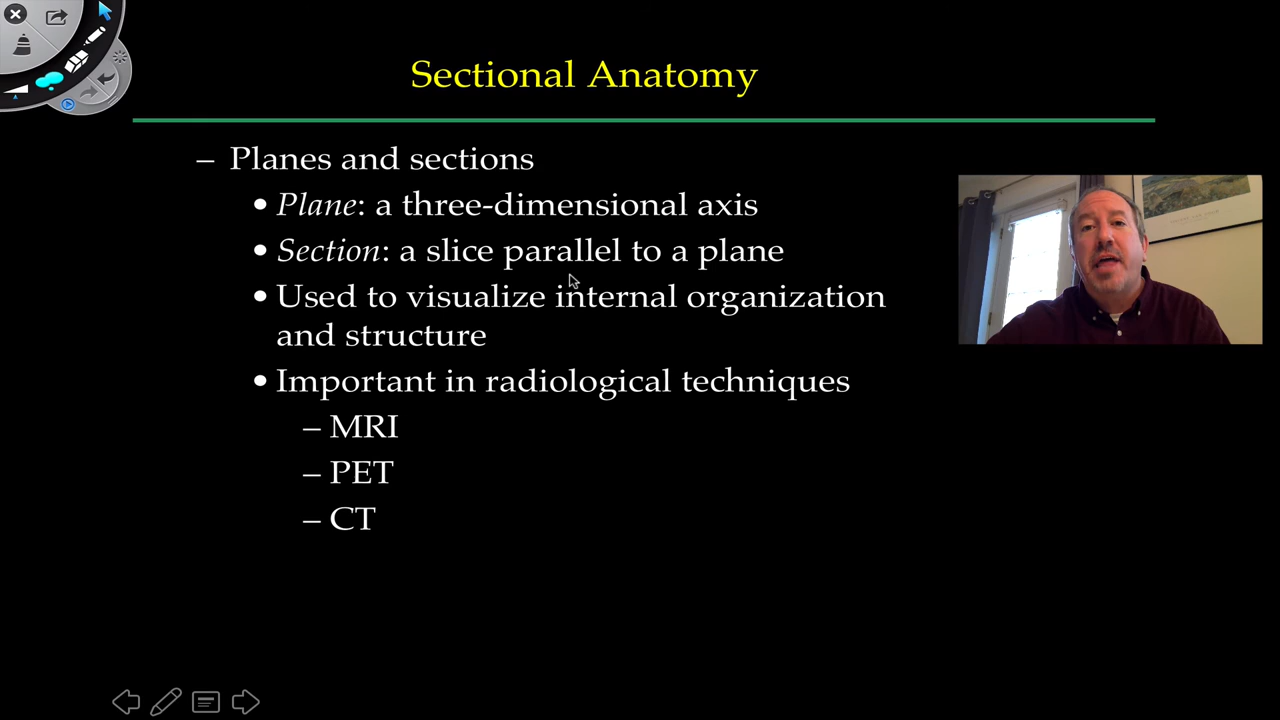 Sectional Anatomy
– Planes and sections
• Plane: a three-dimensional axis
• Section: a slice parallel to a plane
• Used to visualize internal organization
and structure
• Important in radiological techniques
– MRI
– PET
– CT